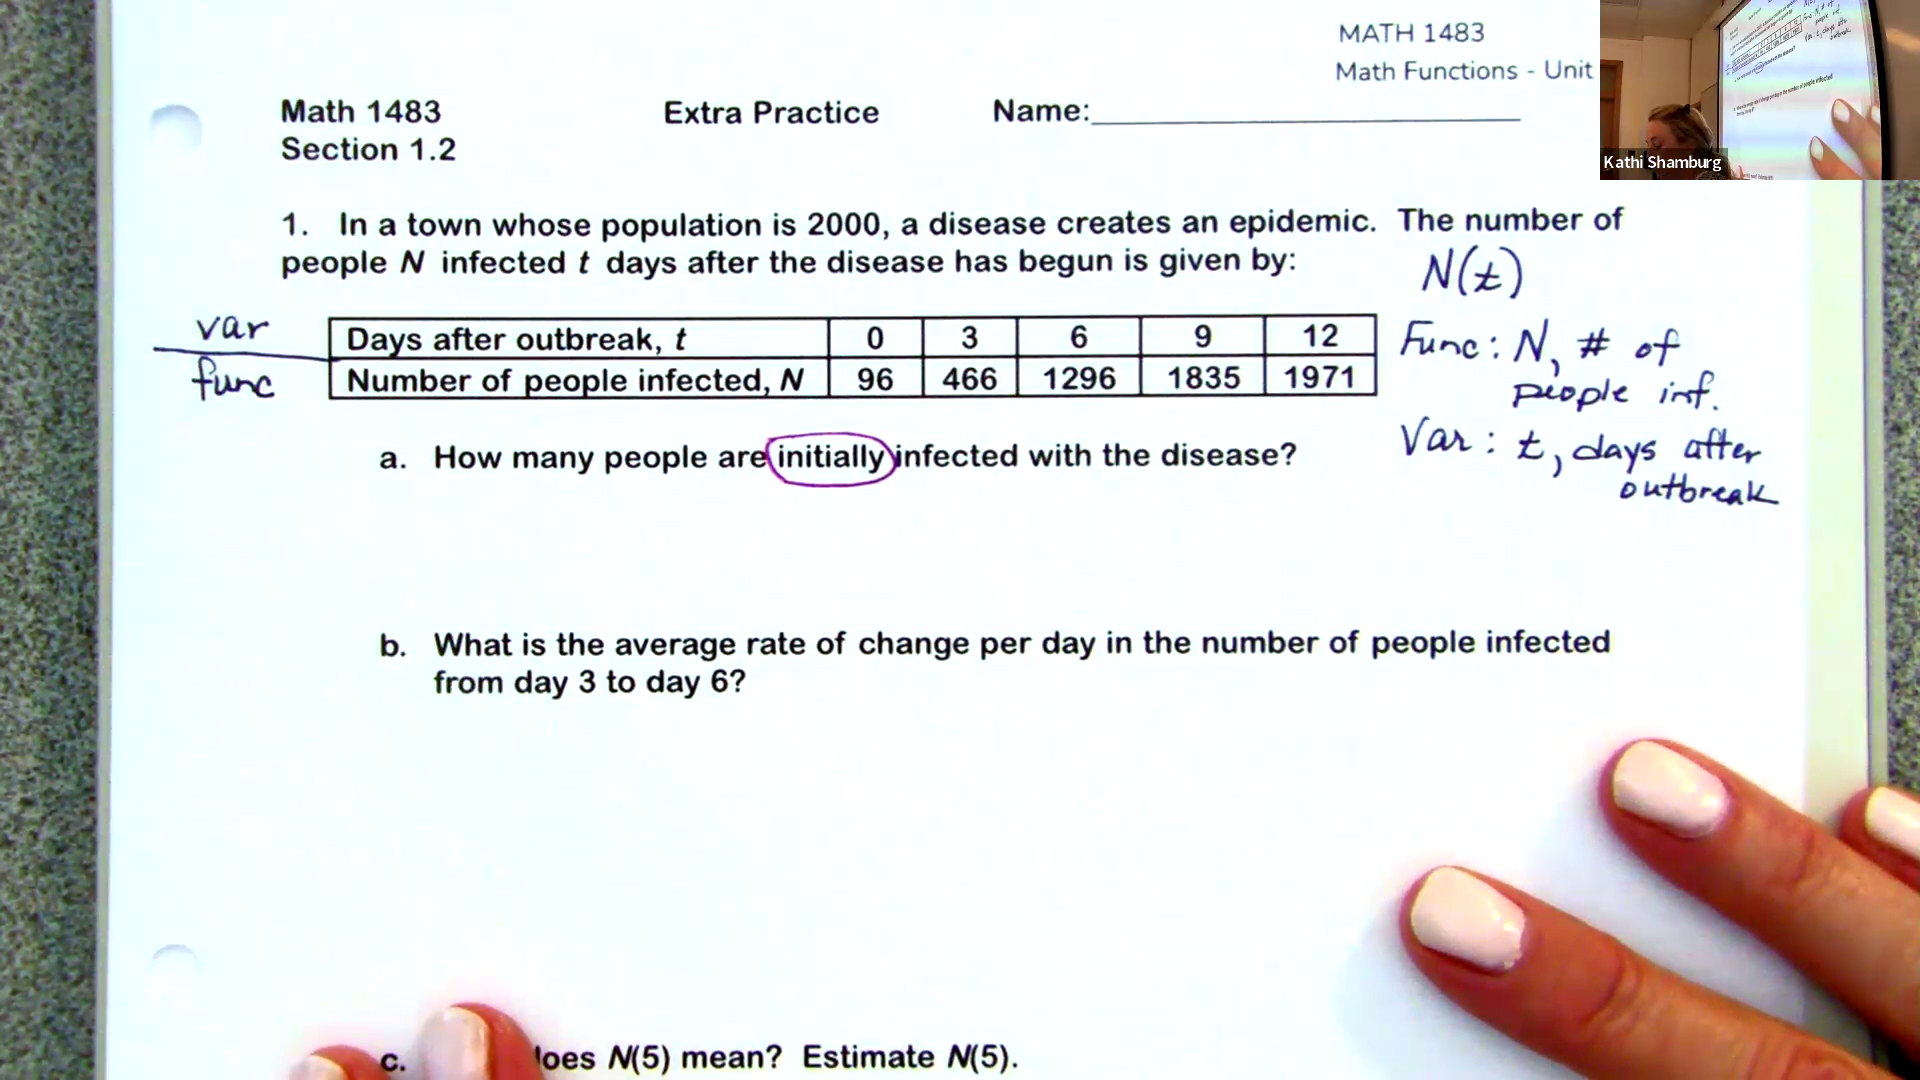 MATH 1483
Math Functions - Unit
Math 1483 Extra Practice Name:
Section 1.2
Kathi Shamburg
1. In a town whose population is 2000, a disease creates an epidemic. The number of
people N infected t days after the disease has begun is given by:
N(t)
var Days after outbreak, t 0 3 6 9 12
func Number of people infected, N 96 466 1296 1835 1971
Func: N, # of
people inf.
Var: t, days after
outbreak
a. How many people are initially infected with the disease?
b. What is the average rate of change per day in the number of people infected
from day 3 to day 6?
c. does N(5) mean? Estimate N(5).